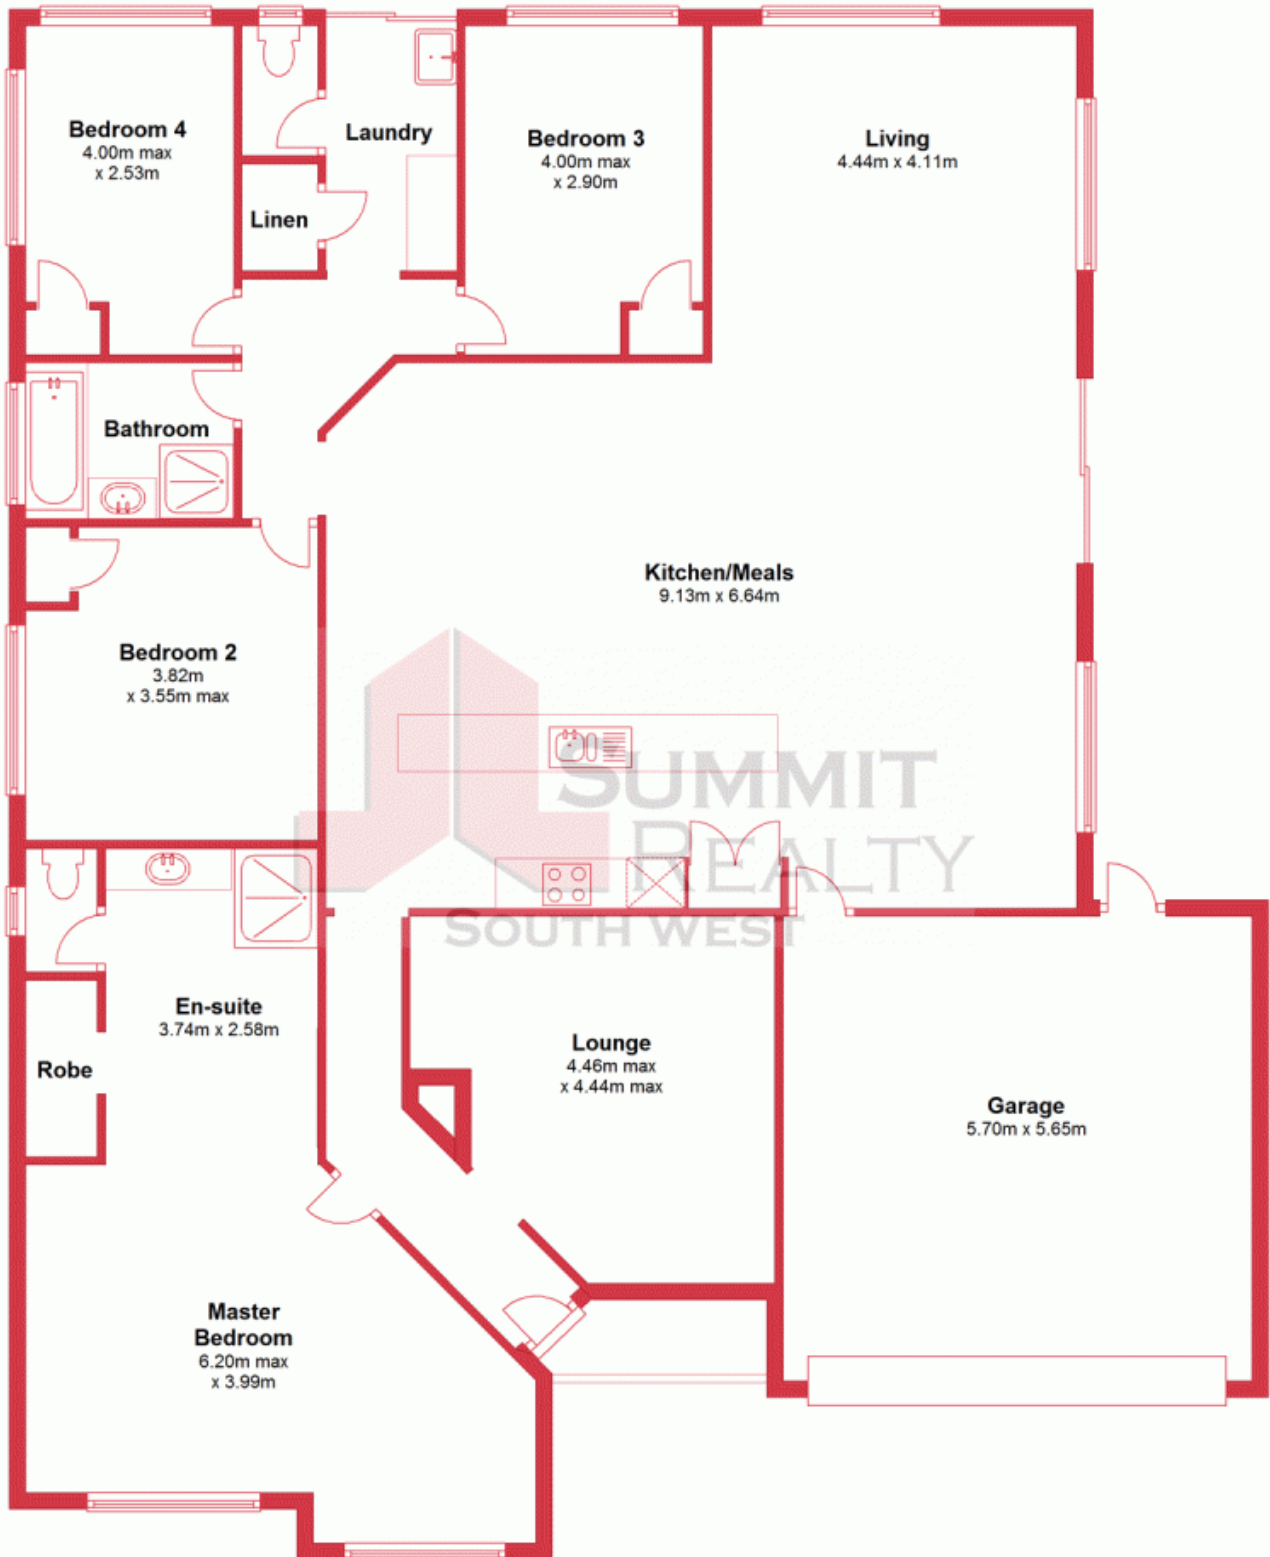 Bedroom 4
4.00m max
x 2.53m
Laundry
Linen
Bedroom 3
4.00m max
x 2.90m
Living
4.44m x 4.11m
Bathroom
Kitchen/Meals
9.13m x 6.64m
Bedroom 2
3.82m
x 3.55m max
SUMMIT
REALTY
SOUTH WEST
En-suite
3.74m x 2.58m
Robe
Lounge
4.46m max
x 4.44m max
Garage
5.70m x 5.65m
Master
Bedroom
6.20m max
x 3.99m